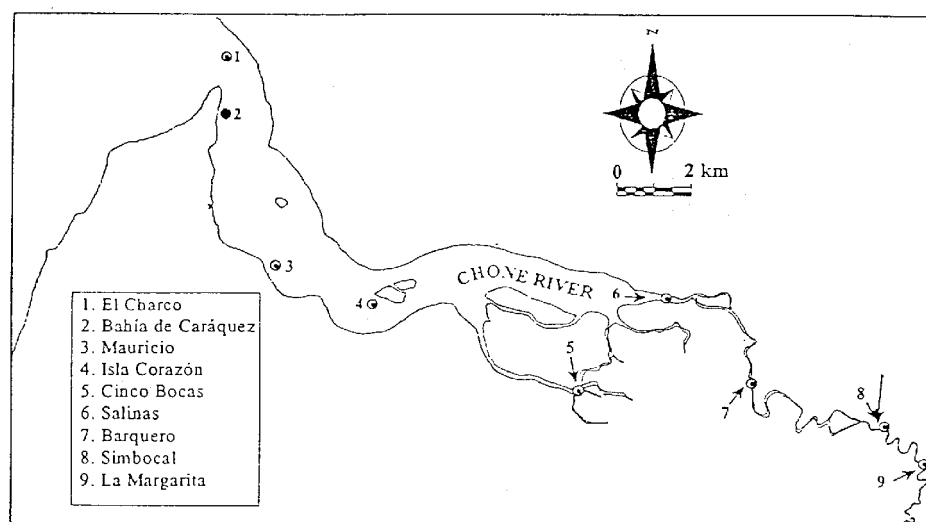 N
1
2
0 2 km
3
4
CHONE RIVER
6
5
7
8
9
1. El Charco
2. Bahía de Caráquez
3. Mauricio
4. Isla Corazón
5. Cinco Bocas
6. Salinas
7. Barquero
8. Simbocal
9. La Margarita